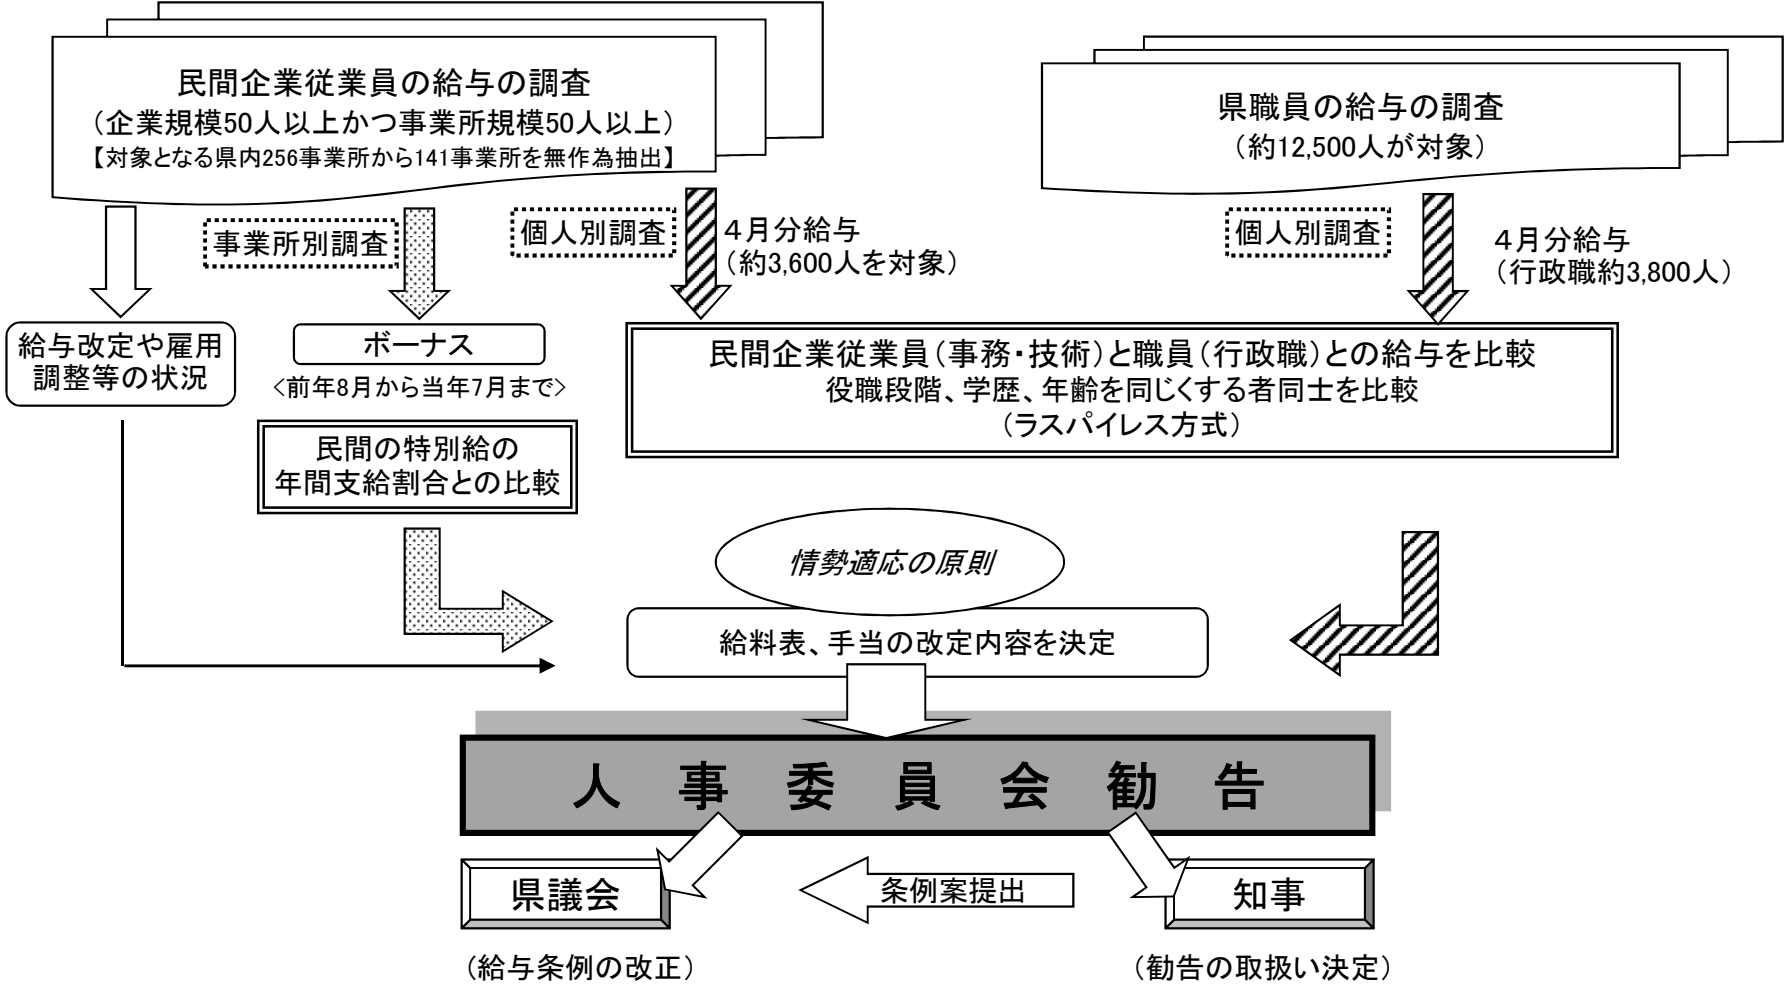 民間企業従業員の給与の調査
（企業規模50人以上かつ事業所規模50人以上）
【対象となる県内256事業所から141事業所を無作為抽出】
県職員の給与の調査
（約12,500人が対象）
事業所別調査
個人別調査
４月分給与
（約3,600人を対象）
個人別調査
４月分給与
（行政職約3,800人）
給与改定や雇用
調整等の状況
ボーナス
<前年8月から当年7月まで>
民間の特別給の
年間支給割合との比較
民間企業従業員（事務・技術）と職員（行政職）との給与を比較
役職段階、学歴、年齢を同じくする者同士を比較
（ラスパイレス方式）
情勢適応の原則
給料表、手当の改定内容を決定
人事委員会勧告
県議会
条例案提出
知事
（給与条例の改正）
（勧告の取扱い決定）